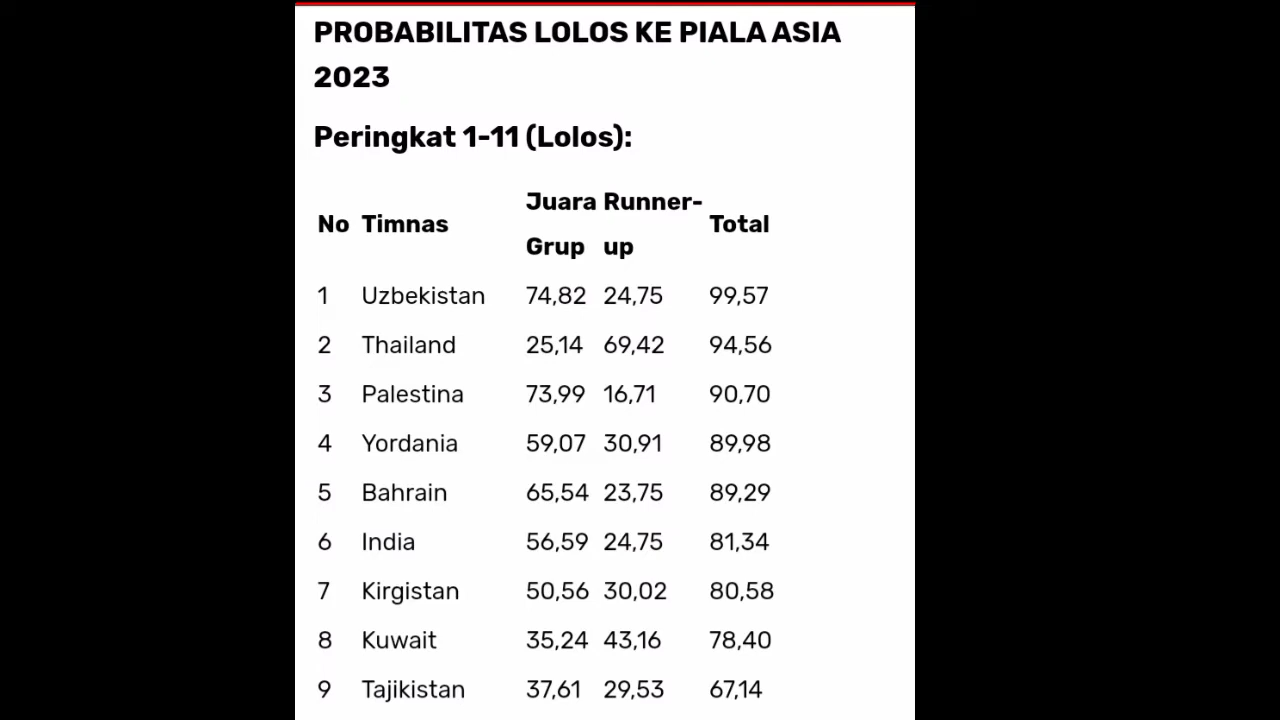 PROBABILITAS LOLOS KE PIALA ASIA
2023
Peringkat 1-11 (Lolos):
No Timnas Juara Grup Runner-up Total
1 Uzbekistan 74,82 24,75 99,57
2 Thailand 25,14 69,42 94,56
3 Palestina 73,99 16,71 90,70
4 Yordania 59,07 30,91 89,98
5 Bahrain 65,54 23,75 89,29
6 India 56,59 24,75 81,34
7 Kirgistan 50,56 30,02 80,58
8 Kuwait 35,24 43,16 78,40
9 Tajikistan 37,61 29,53 67,14